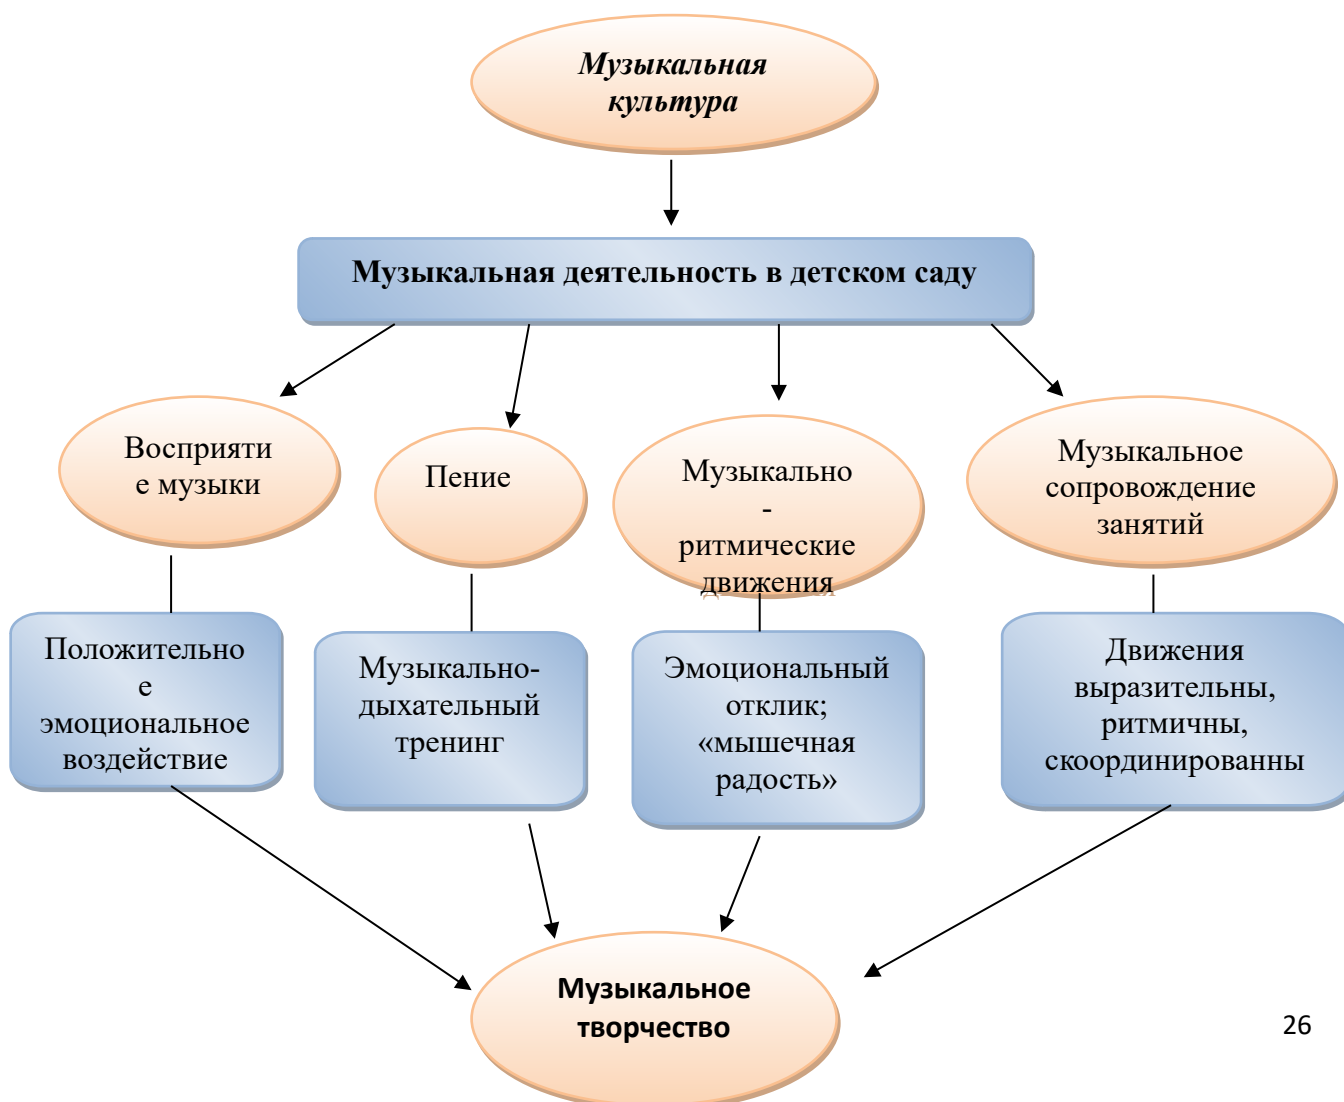 Музыкальная
культура
Музыкальная деятельность в детском саду
Восприяти
е музыки
Пение
Музыкально
-
ритмические
движения
Музыкальное
сопровождение
занятий
Положительно
е
эмоциональное
воздействие
Музыкально-
дыхательный
тренинг
Эмоциональный
отклик;
«мышечная
радость»
Движения
выразительны,
ритмичны,
скоординированны
Музыкальное
творчество
26